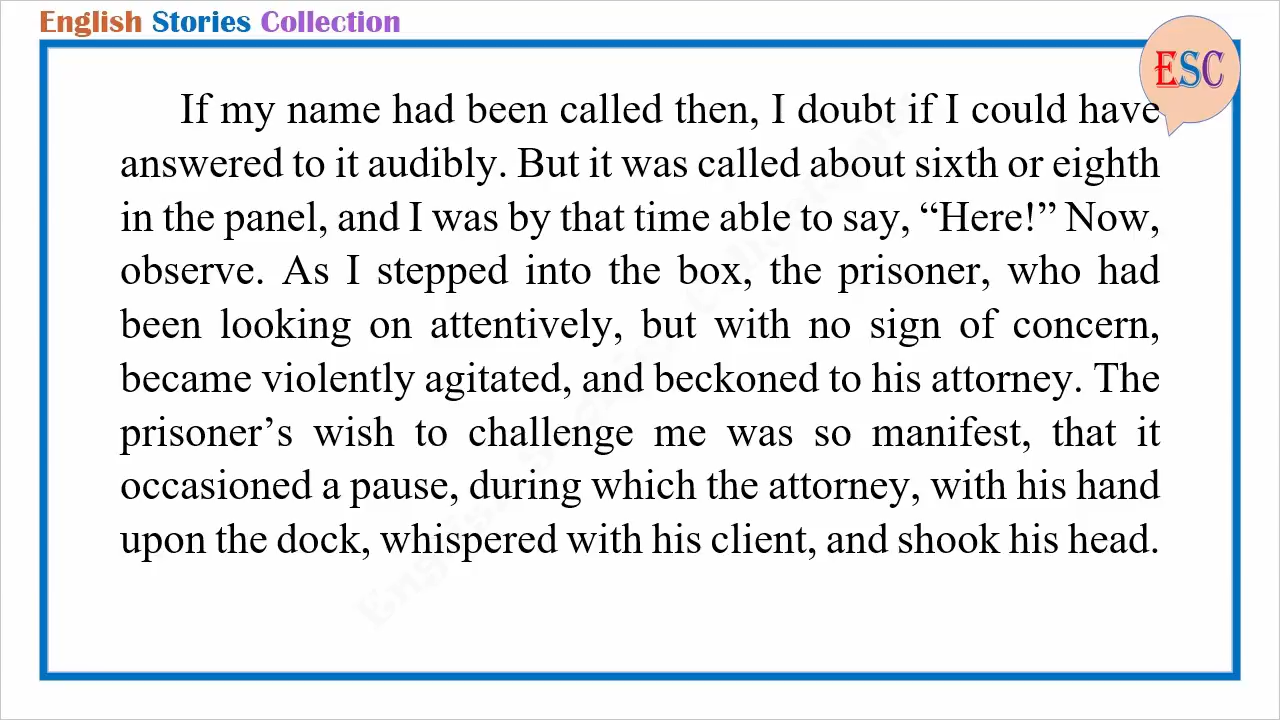 English Stories Collection
ESC
If my name had been called then, I doubt if I could have
answered to it audibly. But it was called about sixth or eighth
in the panel, and I was by that time able to say, “Here!” Now,
observe. As I stepped into the box, the prisoner, who had
been looking on attentively, but with no sign of concern,
became violently agitated, and beckoned to his attorney. The
prisoner’s wish to challenge me was so manifest, that it
occasioned a pause, during which the attorney, with his hand
upon the dock, whispered with his client, and shook his head.